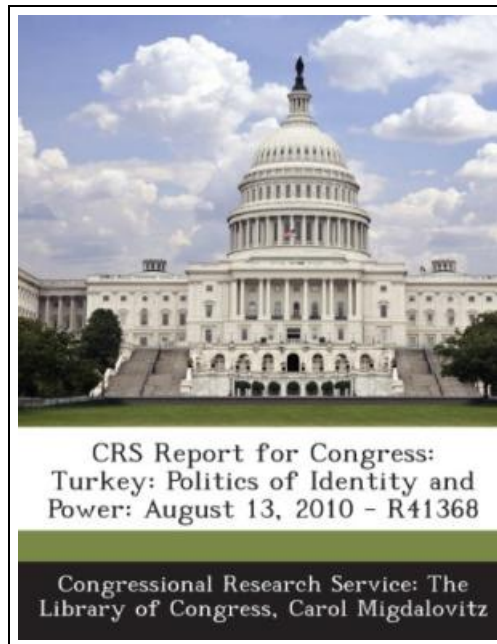 CRS Report for Congress:
Turkey: Politics of Identity and
Power: August 13, 2010 - R41368
Congressional Research Service: The
Library of Congress, Carol Migdalovitz